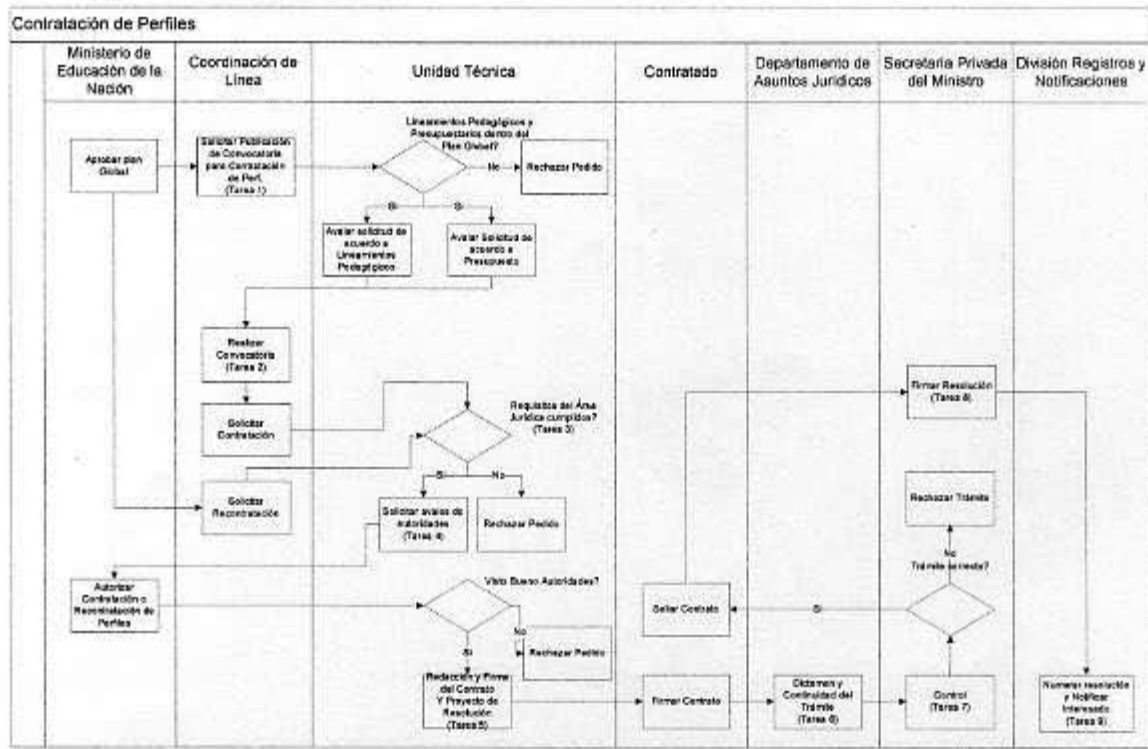 Contratación de Perfiles
Ministerio de
Educación de la
Nación
Coordinación de
Línea
Unidad Técnica
Contratado
Departamento de
Asuntos Jurídicos
Secretaria Privada
del Ministro
División Registros y
Notificaciones
Aprobar plan
Global
Solicitar Publicación
de Convocatoria
para Contratación
de Perf.
(Tarea 1)
Lineamientos Pedagógicos y
Presupuestarios dentro del
Plan Global?
No
Rechazar Pedido
Si
Si
Avalar solicitud de
acuerdo a
Lineamientos
Pedagógicos
Avalar Solicitud de
acuerdo a
Presupuesto
Realizar
Convocatoria
(Tarea 2)
Solicitar
Contratación
Requisitos del Área
Jurídica cumplidos?
(Tarea 3)
Firmar Resolución
(Tarea 8)
Solicitar
Recontratación
Si
No
Solicitar avales de
autoridades
(Tarea 4)
Rechazar Pedido
Rechazar Trámite
No
Trámite correcto?
Autorizar
Contratación o
Recontratación de
Perfiles
Visto Bueno Autoridades?
Sellar Contrato
Si
No
Rechazar Pedido
Si
Redacción y Firma
del Contrato
Y Proyecto de
Resolución
(Tarea 5)
Firmar Contrato
Dictamen y
Continuidad del
Trámite
(Tarea 6)
Control
(Tarea 7)
Numerar resolución
y Notificar
Interesado
(Tarea 9)